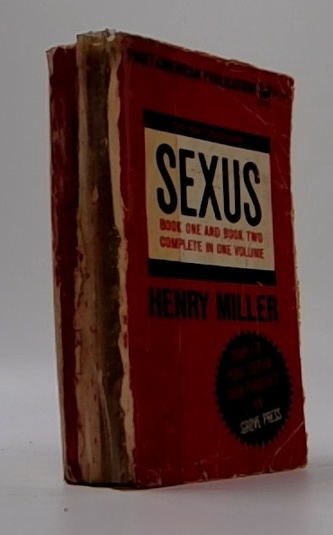 FIRST AMERICAN PUBLICATION
SEXUS
BOOK ONE AND BOOK TWO
COMPLETE IN ONE VOLUME
HENRY MILLER
GROVE PRESS